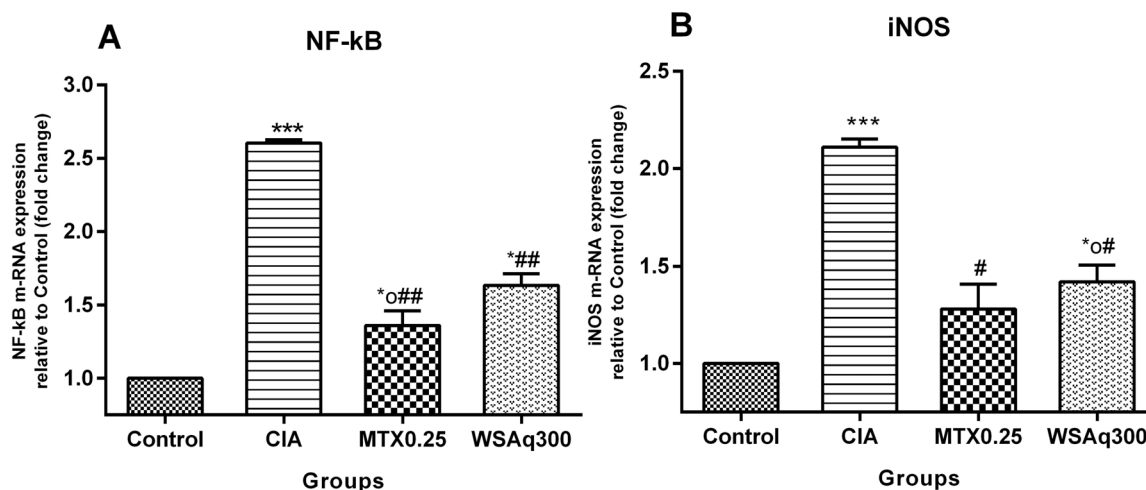 A
NF-kB
NF-kB m-RNA expression
relative to Control (fold change)
3.0
2.5
2.0
1.5
1.0
***
*o##
*##
Control
CIA
MTX0.25
WSAq300
Groups
B
iNOS
iNOS m-RNA expression
relative to Control (fold change)
2.5
2.0
1.5
1.0
***
#
*o#
Control
CIA
MTX0.25
WSAq300
Groups